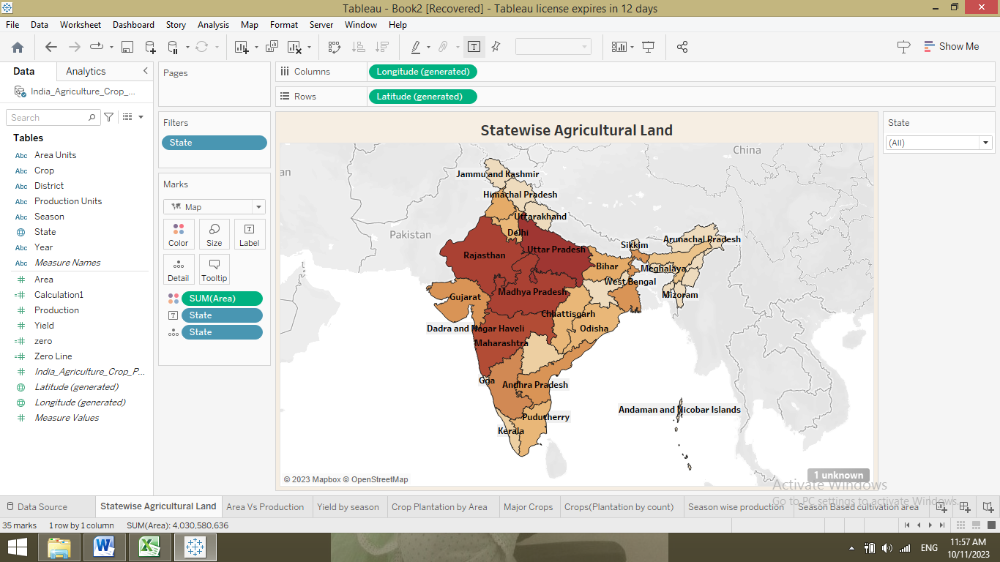 Tableau - Book2 [Recovered] - Tableau license expires in 12 days
File Data Worksheet Dashboard Story Analysis Map Format Server Window Help
Show Me
Data Analytics
India_Agriculture_Crop_...
Search
Tables
Abc Area Units
Abc Crop
Abc District
Abc Production Units
Abc Season
State
Abc Year
Abc Measure Names
# Area
=# Calculation1
# Production
# Yield
=# zero
=# Zero Line
# India_Agriculture_Crop_P...
Latitude (generated)
Longitude (generated)
# Measure Values
Pages
Filters
State
Marks
Map
Color Size Label
Detail Tooltip
SUM(Area)
State
State
Columns Longitude (generated)
Rows Latitude (generated)
Statewise Agricultural Land
China
an
Jammu and Kashmir
Himachal Pradesh
Uttarakhand
Pakistan
Delhi
Arunachal Pradesh
Sikkim
Uttar Pradesh
Rajasthan
Bihar
Meghalaya
West Bengal
Madhya Pradesh
Mizoram
Gujarat
Chhattisgarh
Dadra and Nagar Haveli
Odisha
Maharashtra
Goa
Andhra Pradesh
Andaman and Nicobar Islands
Puducherry
Kerala
1 unknown
© 2023 Mapbox © OpenStreetMap
State
(All)
Activate Windows
Go to PC settings to activate Windows.
Data Source Statewise Agricultural Land Area Vs Production Yield by season Crop Plantation by Area Major Crops Crops(Plantation by count) Season wise production Season Based cultivation area
35 marks 1 row by 1 column SUM(Area): 4,030,580,636
ENG
11:57 AM
10/11/2023